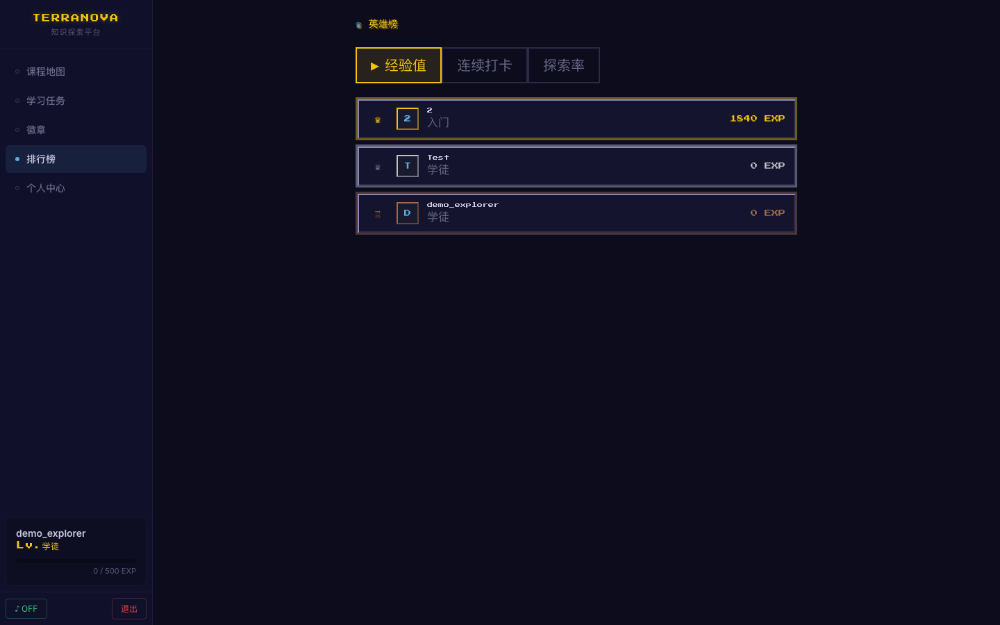 TERRANOVA
知识探索平台
课程地图
学习任务
徽章
排行榜
个人中心
demo_explorer
Lv. 学徒
0 / 500 EXP
♪ OFF
退出
♛ 英雄榜
▶ 经验值
连续打卡
探索率
♛ 2 2
入门
1840 EXP
♕ T Test
学徒
0 EXP
♖ D demo_explorer
学徒
0 EXP